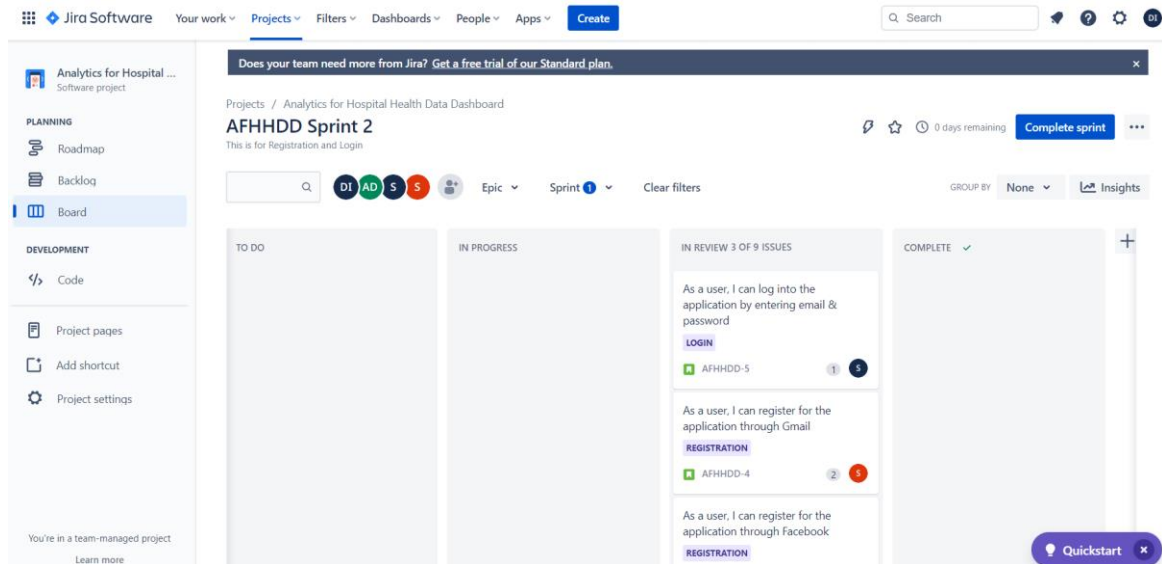 Jira Software Your work Projects Filters Dashboards People Apps Create Search DI
Analytics for Hospital ...
Software project
PLANNING
Roadmap
Backlog
Board
DEVELOPMENT
Code
Project pages
Add shortcut
Project settings
You're in a team-managed project
Learn more
Does your team need more from Jira? Get a free trial of our Standard plan.
Projects / Analytics for Hospital Health Data Dashboard
AFHHDD Sprint 2
0 days remaining Complete sprint
This is for Registration and Login
DI AD S S Epic Sprint 1 Clear filters GROUP BY None Insights
TO DO
IN PROGRESS
IN REVIEW 3 OF 9 ISSUES
As a user, I can log into the
application by entering email &
password
LOGIN
AFHHDD-5 1 S
As a user, I can register for the
application through Gmail
REGISTRATION
AFHHDD-4 2 S
As a user, I can register for the
application through Facebook
REGISTRATION
COMPLETE
Quickstart